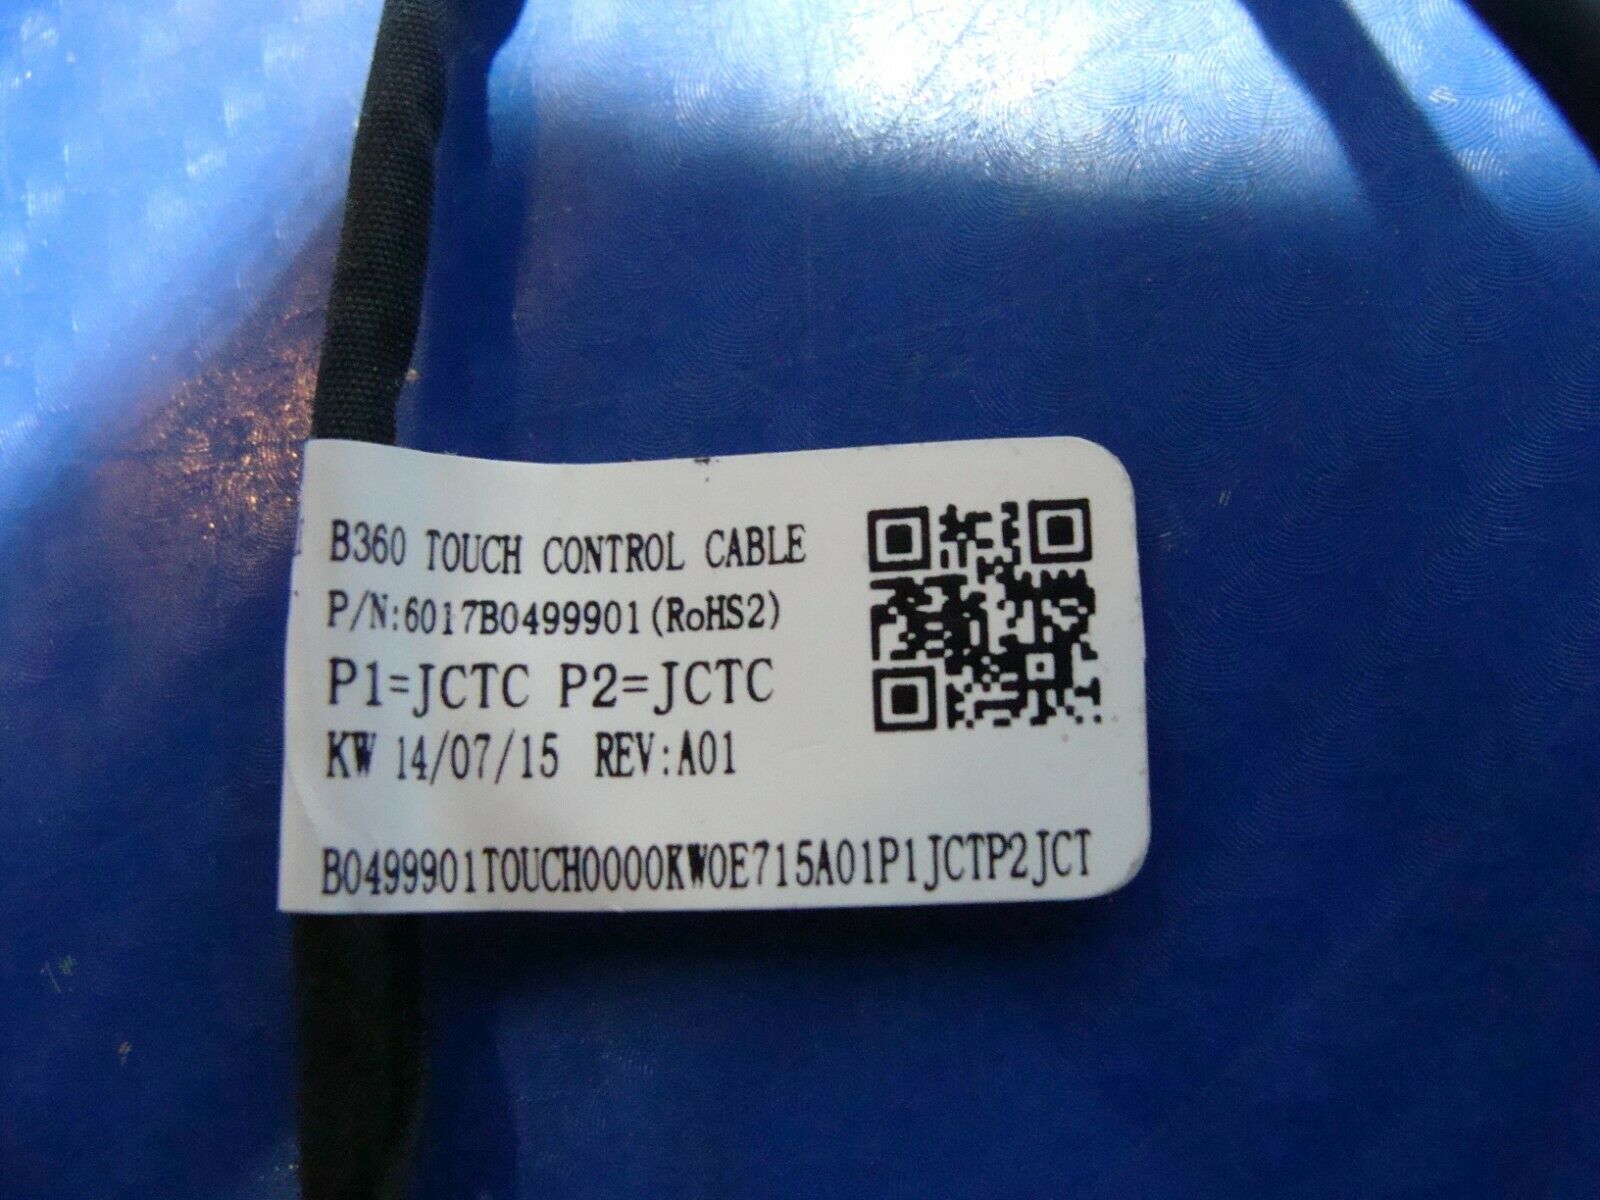 B360 TOUCH CONTROL CABLE
P/N:6017B0499901(RoHS2)
P1=JCTC P2=JCTC
KW 14/07/15 REV:A01
B0499901TOUCH0000KW0E715A01P1JCTP2JCT